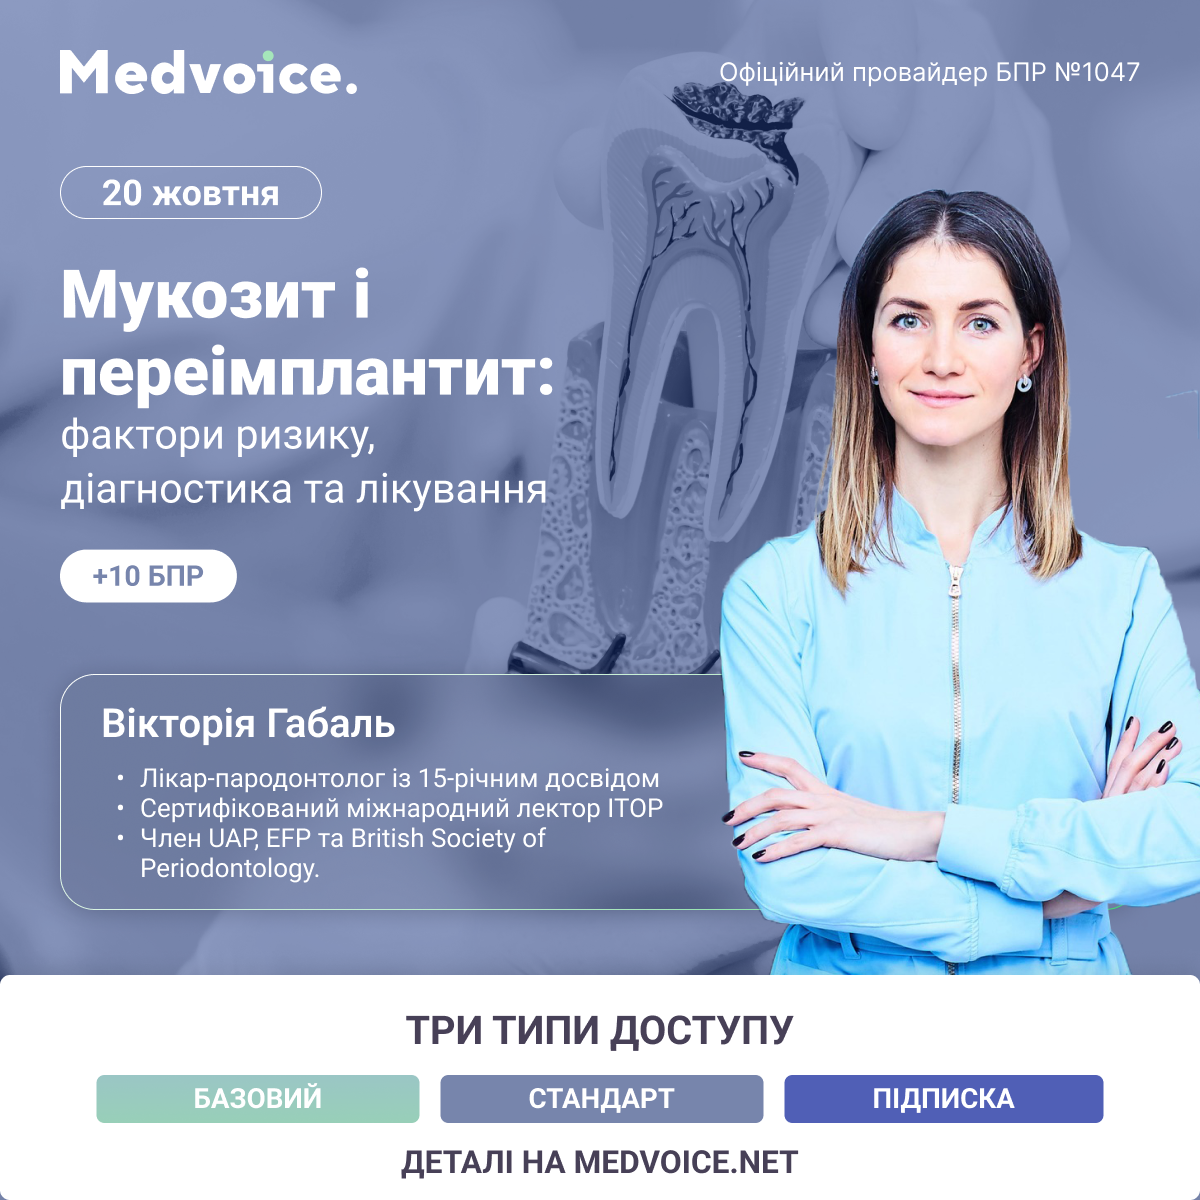 Medvoice.
Офіційний провайдер БПР №1047
20 жовтня
Мукозит і
переімплантит:
фактори ризику,
діагностика та лікування
+10 БПР
Вікторія Габаль
• Лікар-пародонтолог із 15-річним досвідом
• Сертифікований міжнародний лектор ITOP
• Член UAP, EFP та British Society of
Periodontology.
ТРИ ТИПИ ДОСТУПУ
БАЗОВИЙ
СТАНДАРТ
ПІДПИСКА
ДЕТАЛІ НА MEDVOICE.NET